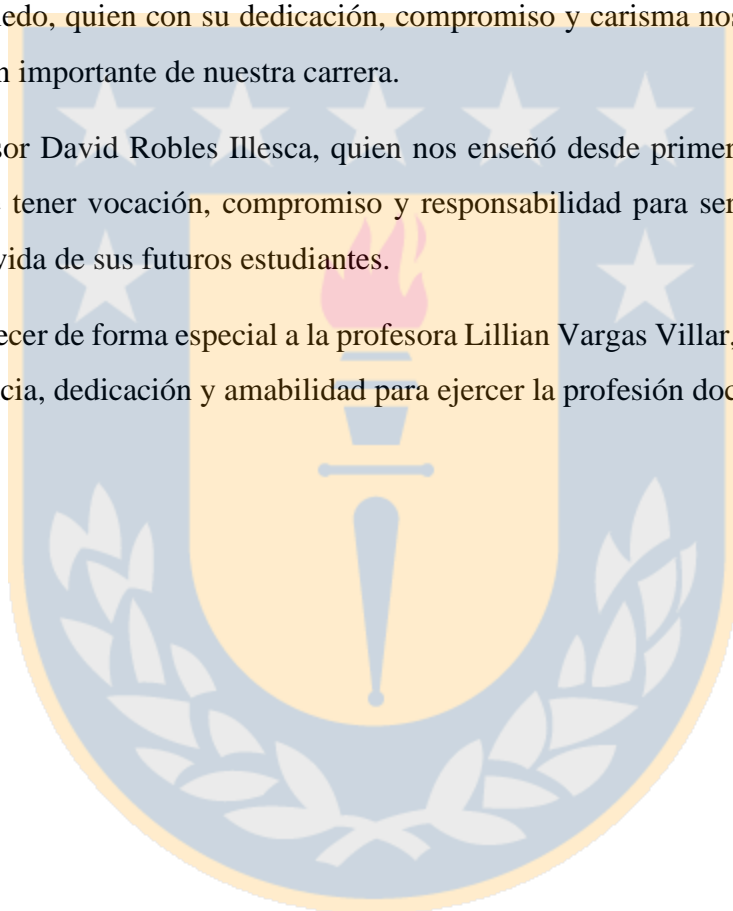 edo, quien con su dedicación, compromiso y carisma nos
importante de nuestra carrera.
sor David Robles Illesca, quien nos enseñó desde primer
tener vocación, compromiso y responsabilidad para ser
vida de sus futuros estudiantes.
ecer de forma especial a la profesora Lillian Vargas Villar,
cia, dedicación y amabilidad para ejercer la profesión doc